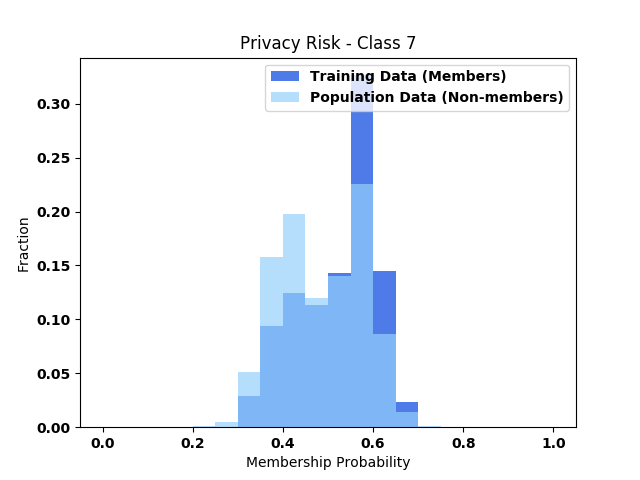 Privacy Risk - Class 7
Training Data (Members)
Population Data (Non-members)
Fraction
0.30
0.25
0.20
0.15
0.10
0.05
0.00
0.0 0.2 0.4 0.6 0.8 1.0
Membership Probability